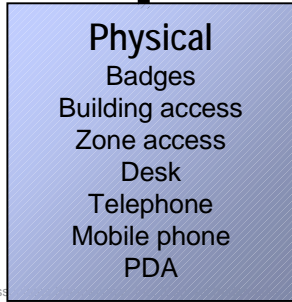 Physical
Badges
Building access
Zone access
Desk
Telephone
Mobile phone
PDA